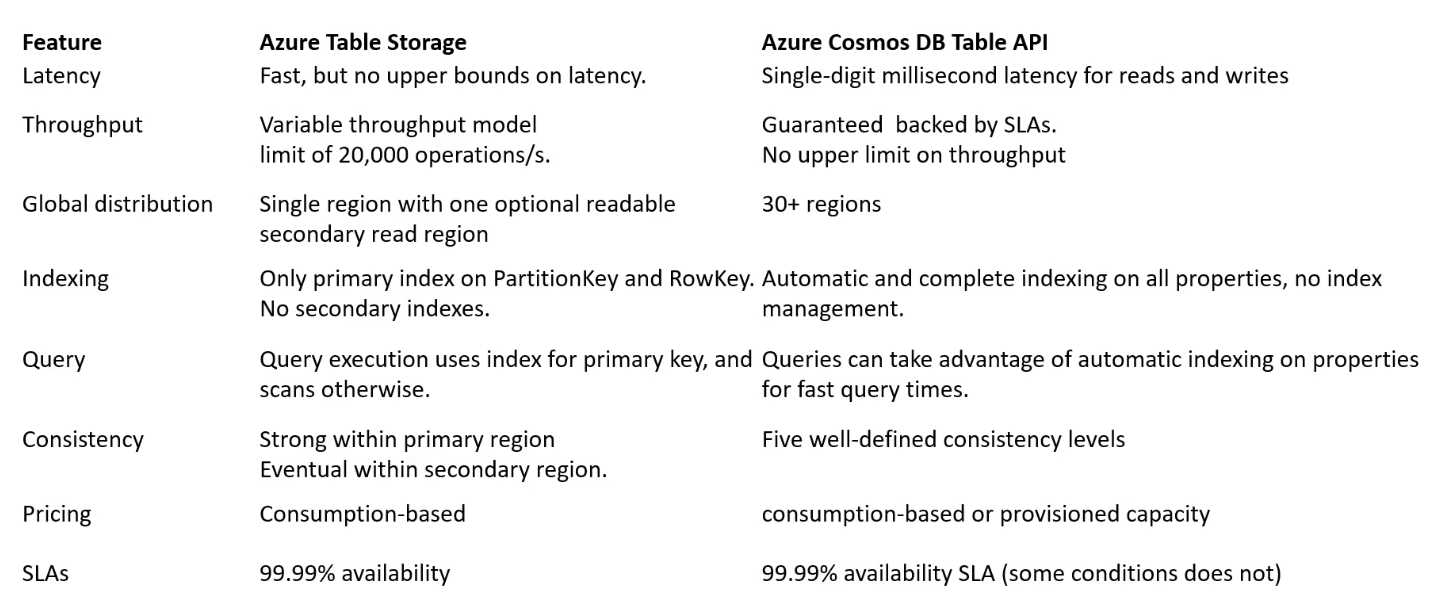 Feature Azure Table Storage Azure Cosmos DB Table API
Latency Fast, but no upper bounds on latency. Single-digit millisecond latency for reads and writes
Throughput Variable throughput model Guaranteed  backed by SLAs.
limit of 20,000 operations/s. No upper limit on throughput
Global distribution Single region with one optional readable 30+ regions
secondary read region
Indexing Only primary index on PartitionKey and RowKey. Automatic and complete indexing on all properties, no index
No secondary indexes. management.
Query Query execution uses index for primary key, and Queries can take advantage of automatic indexing on properties
scans otherwise. for fast query times.
Consistency Strong within primary region Five well-defined consistency levels
Eventual within secondary region.
Pricing Consumption-based consumption-based or provisioned capacity
SLAs 99.99% availability 99.99% availability SLA (some conditions does not)